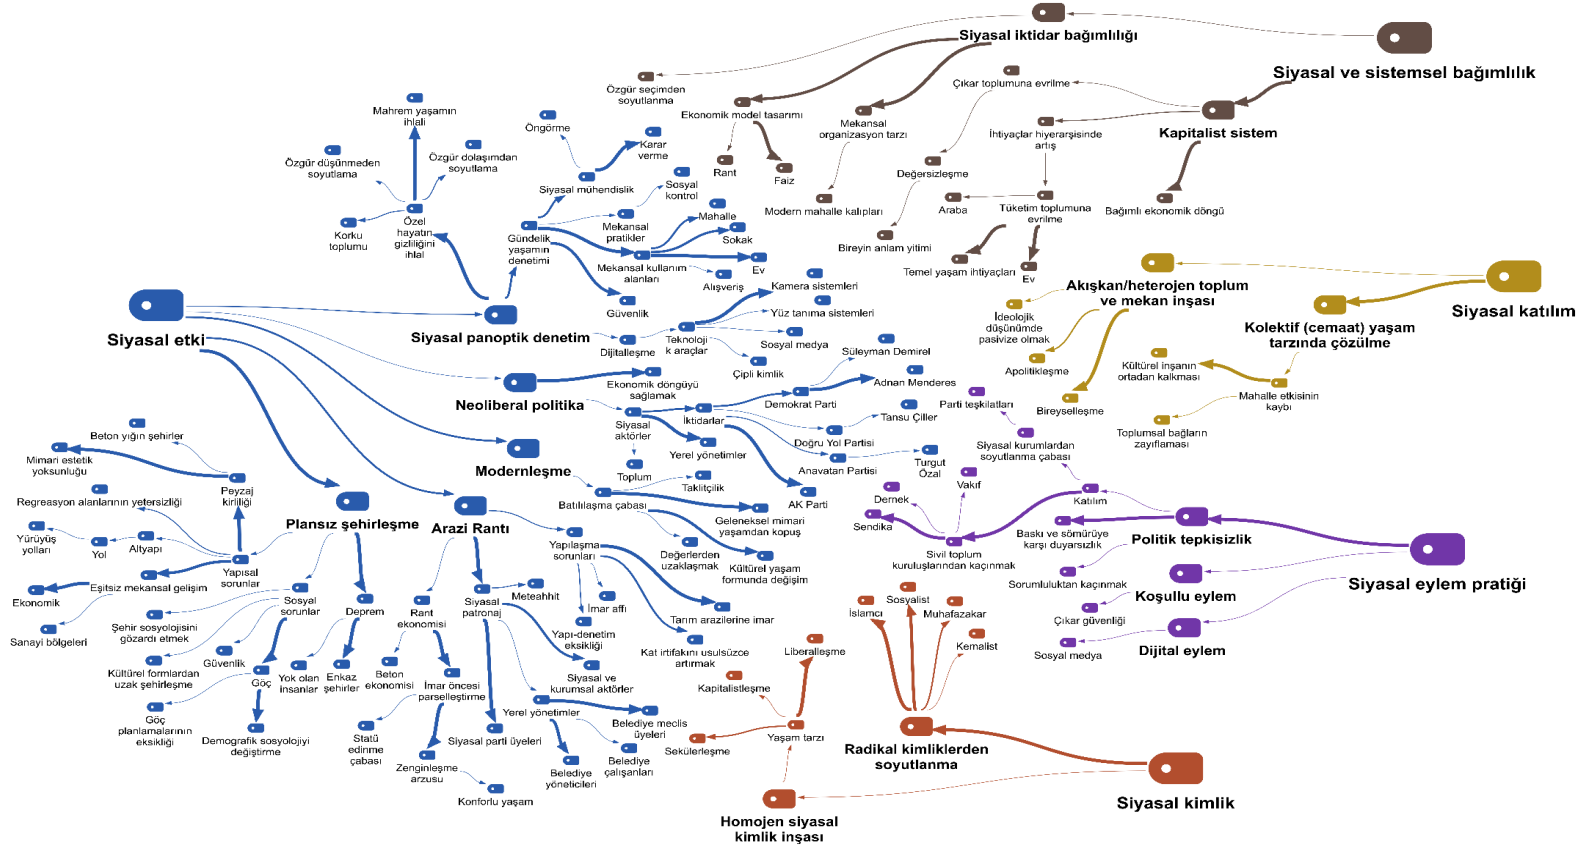 Siyasal iktidar bağımlılığı
Siyasal ve sistemsel bağımlılık
Özgür seçimden
soyutlanma
Çıkar toplumuna evrilme
Ekonomik model tasarımı
Mekansal
organizasyon tarzı
İhtiyaçlar hiyerarşisinde
artış
Kapitalist sistem
Rant
Faiz
Değersizleşme
Modern mahalle kalıpları
Araba
Tüketim toplumuna
evrilme
Bağımlı ekonomik döngü
Bireyin anlam yitimi
Temel yaşam ihtiyaçları
Ev
Mahrem yaşamın
ihlali
Öngörme
Karar
verme
Özgür düşünmeden
soyutlama
Özgür dolaşımdan
soyutlama
Siyasal mühendislik
Sosyal
kontrol
Korku
toplumu
Özel
hayatın
gizliliğini
ihlal
Gündelik
yaşamın
denetimi
Mekansal
pratikler
Mahalle
Sokak
Mekansal kullanım
alanları
Ev
Alışveriş
Güvenlik
Kamera sistemleri
Siyasal etki
Siyasal panoptik denetim
Dijitalleşme
Teknoloji
k araçlar
Yüz tanıma sistemleri
Sosyal medya
Çipli kimlik
Akışkan/heterojen toplum
ve mekan inşası
Siyasal katılım
İdeolojik
düşünümde
pasivize olmak
Kolektif (cemaat) yaşam
tarzında çözülme
Apolitikleşme
Kültürel inşanın
ortadan kalkması
Bireyselleşme
Mahalle etkisinin
kaybı
Toplumsal bağların
zayıflaması
Neoliberal politika
Ekonomik döngüyü
sağlamak
Süleyman Demirel
Adnan Menderes
Demokrat Parti
Siyasal
aktörler
İktidarlar
Tansu Çiller
Doğru Yol Partisi
Yerel yönetimler
Anavatan Partisi
Turgut
Özal
Toplum
AK Parti
Modernleşme
Taklitçilik
Batılılaşma çabası
Geleneksel mimari
yaşamdan kopuş
Değerlerden
uzaklaşmak
Kültürel yaşam
formunda değişim
Parti teşkilatları
Siyasal kurumlardan
soyutlanma çabası
Vakıf
Dernek
Katılım
Sendika
Sivil toplum
kuruluşlarından kaçınmak
Baskı ve sömürüye
karşı duyarsızlık
Politik tepkisizlik
Siyasal eylem pratiği
Sorumluktan kaçınmak
Koşullu eylem
Çıkar güvenliği
Sosyal medya
Dijital eylem
Beton yığın şehirler
Mimari estetik
yoksunluğu
Peyzaj
kirliliği
Regreasyon alanlarının yetersizliği
Plansız şehirleşme
Arazi Rantı
Yürüyüş
yolları
Yol
Altyapı
Yapısal
sorunlar
Ekonomik
Eşitsiz mekansal gelişim
Sanayi bölgeleri
Sosyal
sorunlar
Şehir sosyolojisini
gözardı etmek
Deprem
Kültürel formlardan
uzak şehirleşme
Güvenlik
Göç
Yok olan
insanlar
Enkaz
şehirler
Göç
planlamalarının
eksikliği
Demografik sosyolojiyi
değiştirme
Yapılaşma
sorunları
Meteahhit
İmar affı
Yapı-denetim
eksikliği
Tarım arazilerine imar
Kat irtifakını usulsüzce
artırmak
Rant
ekonomisi
Siyasal
patronaj
Beton
ekonomisi
İmar öncesi
parselleştirme
Siyasal ve
kurumsal aktörler
Statü
edinme
çabası
Siyasal parti üyeleri
Yerel yönetimler
Belediye meclis
üyeleri
Zenginleşme
arzusu
Konforlu yaşam
Belediye
yöneticileri
Belediye
çalışanları
İslamcı
Sosyalist
Muhafazakar
Kemalist
Liberalleşme
Kapitalistleşme
Sekülerleşme
Yaşam tarzı
Radikal kimliklerden
soyutlanma
Siyasal kimlik
Homojen siyasal
kimlik inşası